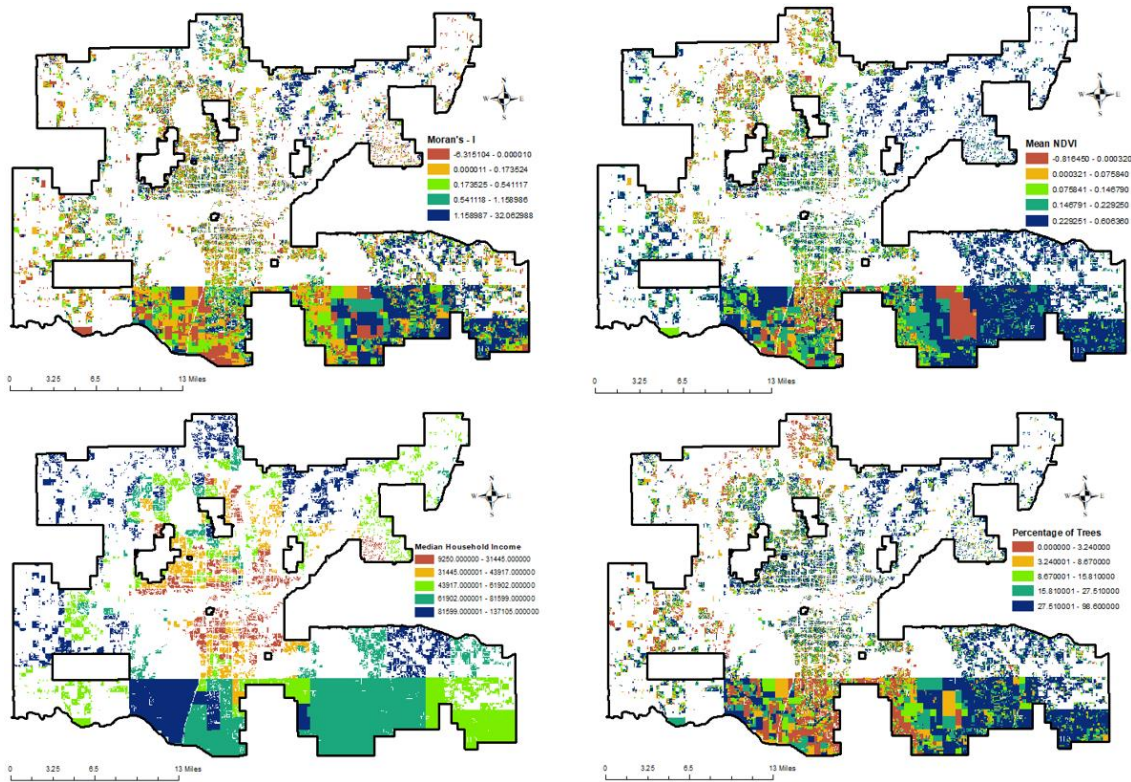 N
W E
S
Moran's - I
-6.315104 - 0.000010
0.000011 - 0.173524
0.173525 - 0.541117
0.541118 - 1.158986
1.158987 - 32.062988
0 3.25 6.5 13 Miles
N
W E
S
Mean NDVI
-0.816450 - 0.000320
0.000321 - 0.075840
0.075841 - 0.146790
0.146791 - 0.229250
0.229251 - 0.606360
0 3.25 6.5 13 Miles
N
W E
S
Median Household Income
9250.000000 - 31445.000000
31445.000001 - 43917.000000
43917.000001 - 61902.000000
61902.000001 - 81599.000000
81599.000001 - 137105.000000
0 3.25 6.5 13 Miles
N
W E
S
Percentage of Trees
0.000000 - 3.240000
3.240001 - 8.670000
8.670001 - 15.810000
15.810001 - 27.510000
27.510001 - 98.600000
0 3.25 6.5 13 Miles